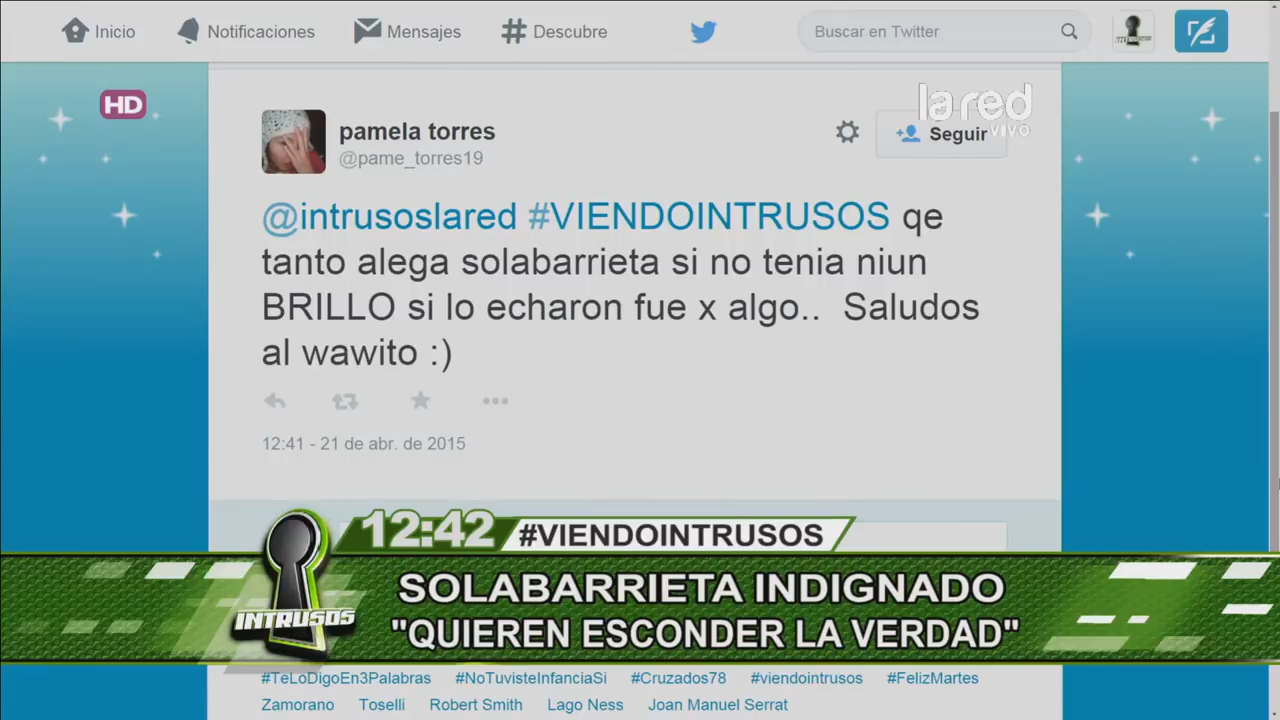 Inicio Notificaciones Mensajes Descubre Buscar en Twitter
HD
la red
VIVO
pamela torres
@pame_torres19
Seguir
@intrusoslared #VIENDOINTRUSOS qe
tanto alega solabarrieta si no tenia niun
BRILLO si lo echaron fue x algo.. Saludos
al wawito :)
12:41 - 21 de abr. de 2015
12:42 #VIENDOINTRUSOS
SOLABARRIETA INDIGNADO
"QUIEREN ESCONDER LA VERDAD"
INTRUSOS
#TeLoDigoEn3Palabras #NoTuvisteInfanciaSi #Cruzados78 #viendointrusos #FelizMartes
Zamorano Toselli Robert Smith Lago Ness Joan Manuel Serrat